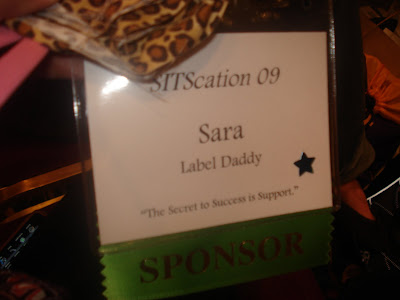 SITScation 09
Sara
Label Daddy
"The Secret to Success is Support."
SPONSOR